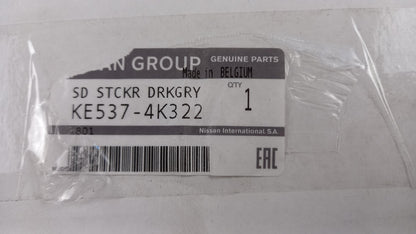 AN GROUP GENUINE PARTS
Made in BELGIUM
SD STCKR DRKGRY QTY
KE537-4K322 1
Nissan International S.A.
EAC